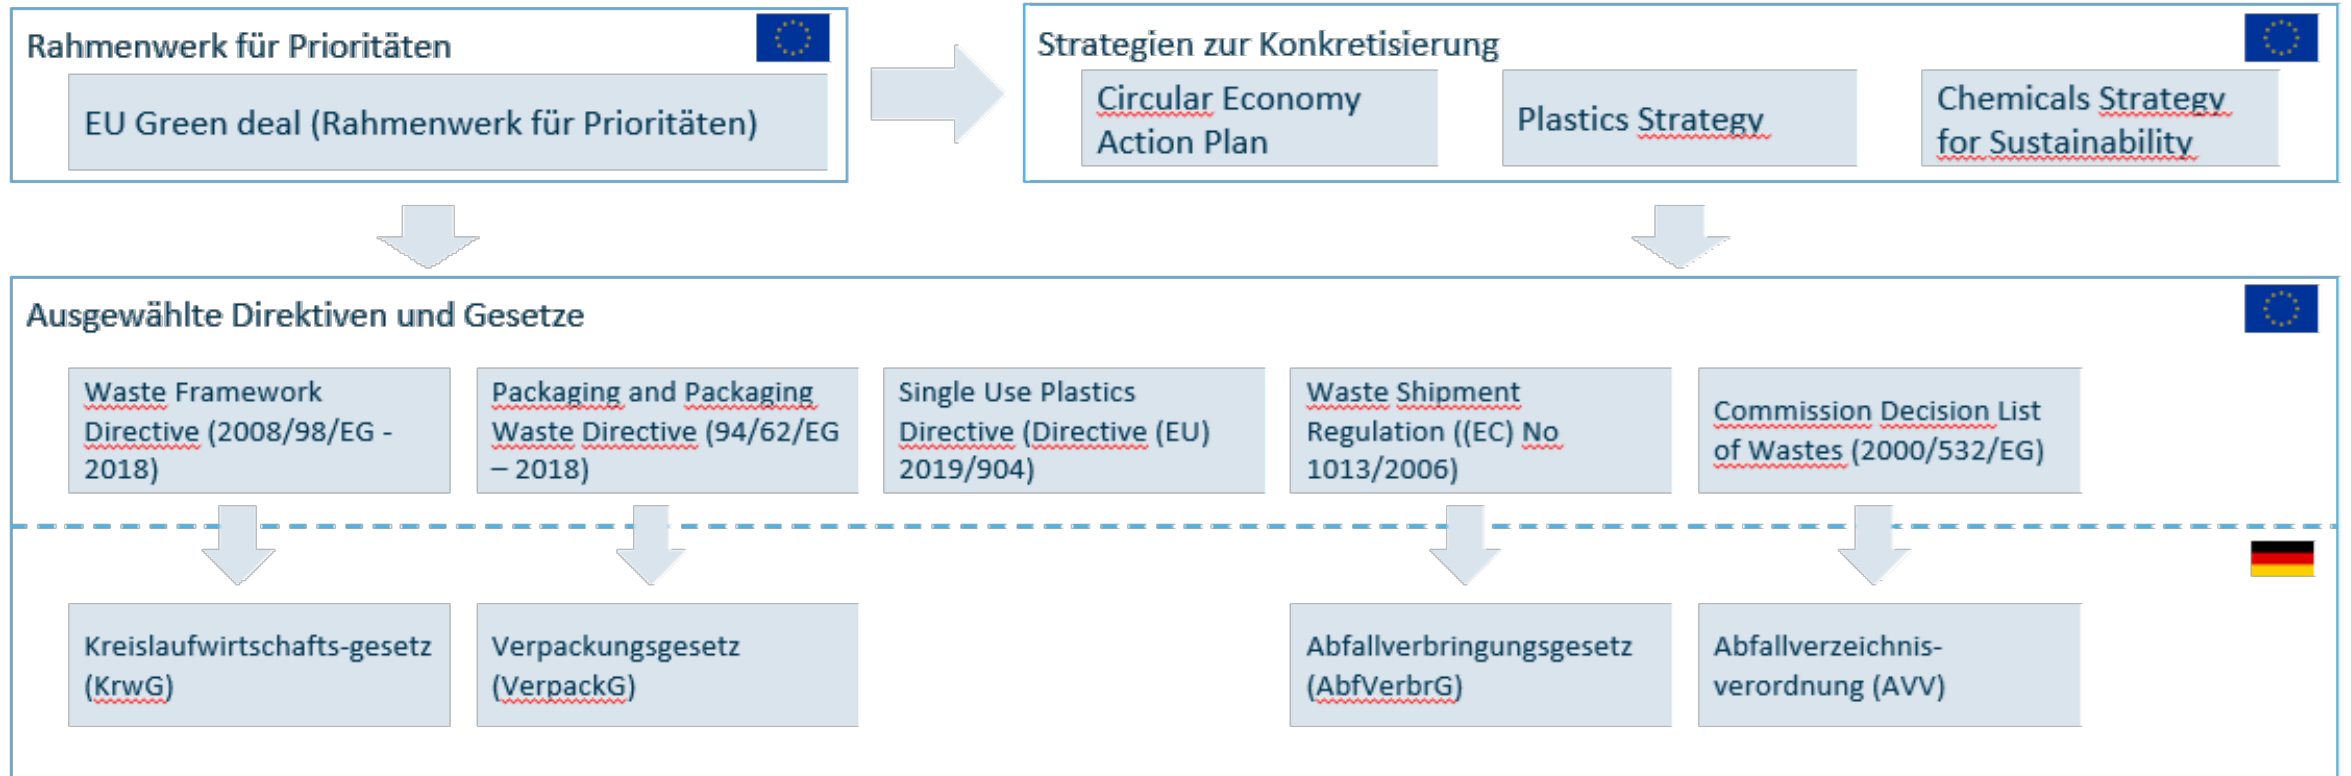 Rahmenwerk für Prioritäten
EU Green deal (Rahmenwerk für Prioritäten)
Strategien zur Konkretisierung
Circular Economy
Action Plan
Plastics Strategy
Chemicals Strategy
for Sustainability
Ausgewählte Direktiven und Gesetze
Waste Framework
Directive (2008/98/EG -
2018)
Packaging and Packaging
Waste Directive (94/62/EG
– 2018)
Single Use Plastics
Directive (Directive (EU)
2019/904)
Waste Shipment
Regulation ((EC) No
1013/2006)
Commission Decision List
of Wastes (2000/532/EG)
Kreislaufwirtschafts-gesetz
(KrwG)
Verpackungsgesetz
(VerpackG)
Abfallverbringungsgesetz
(AbfVerbrG)
Abfallverzeichnis-
verordnung (AVV)